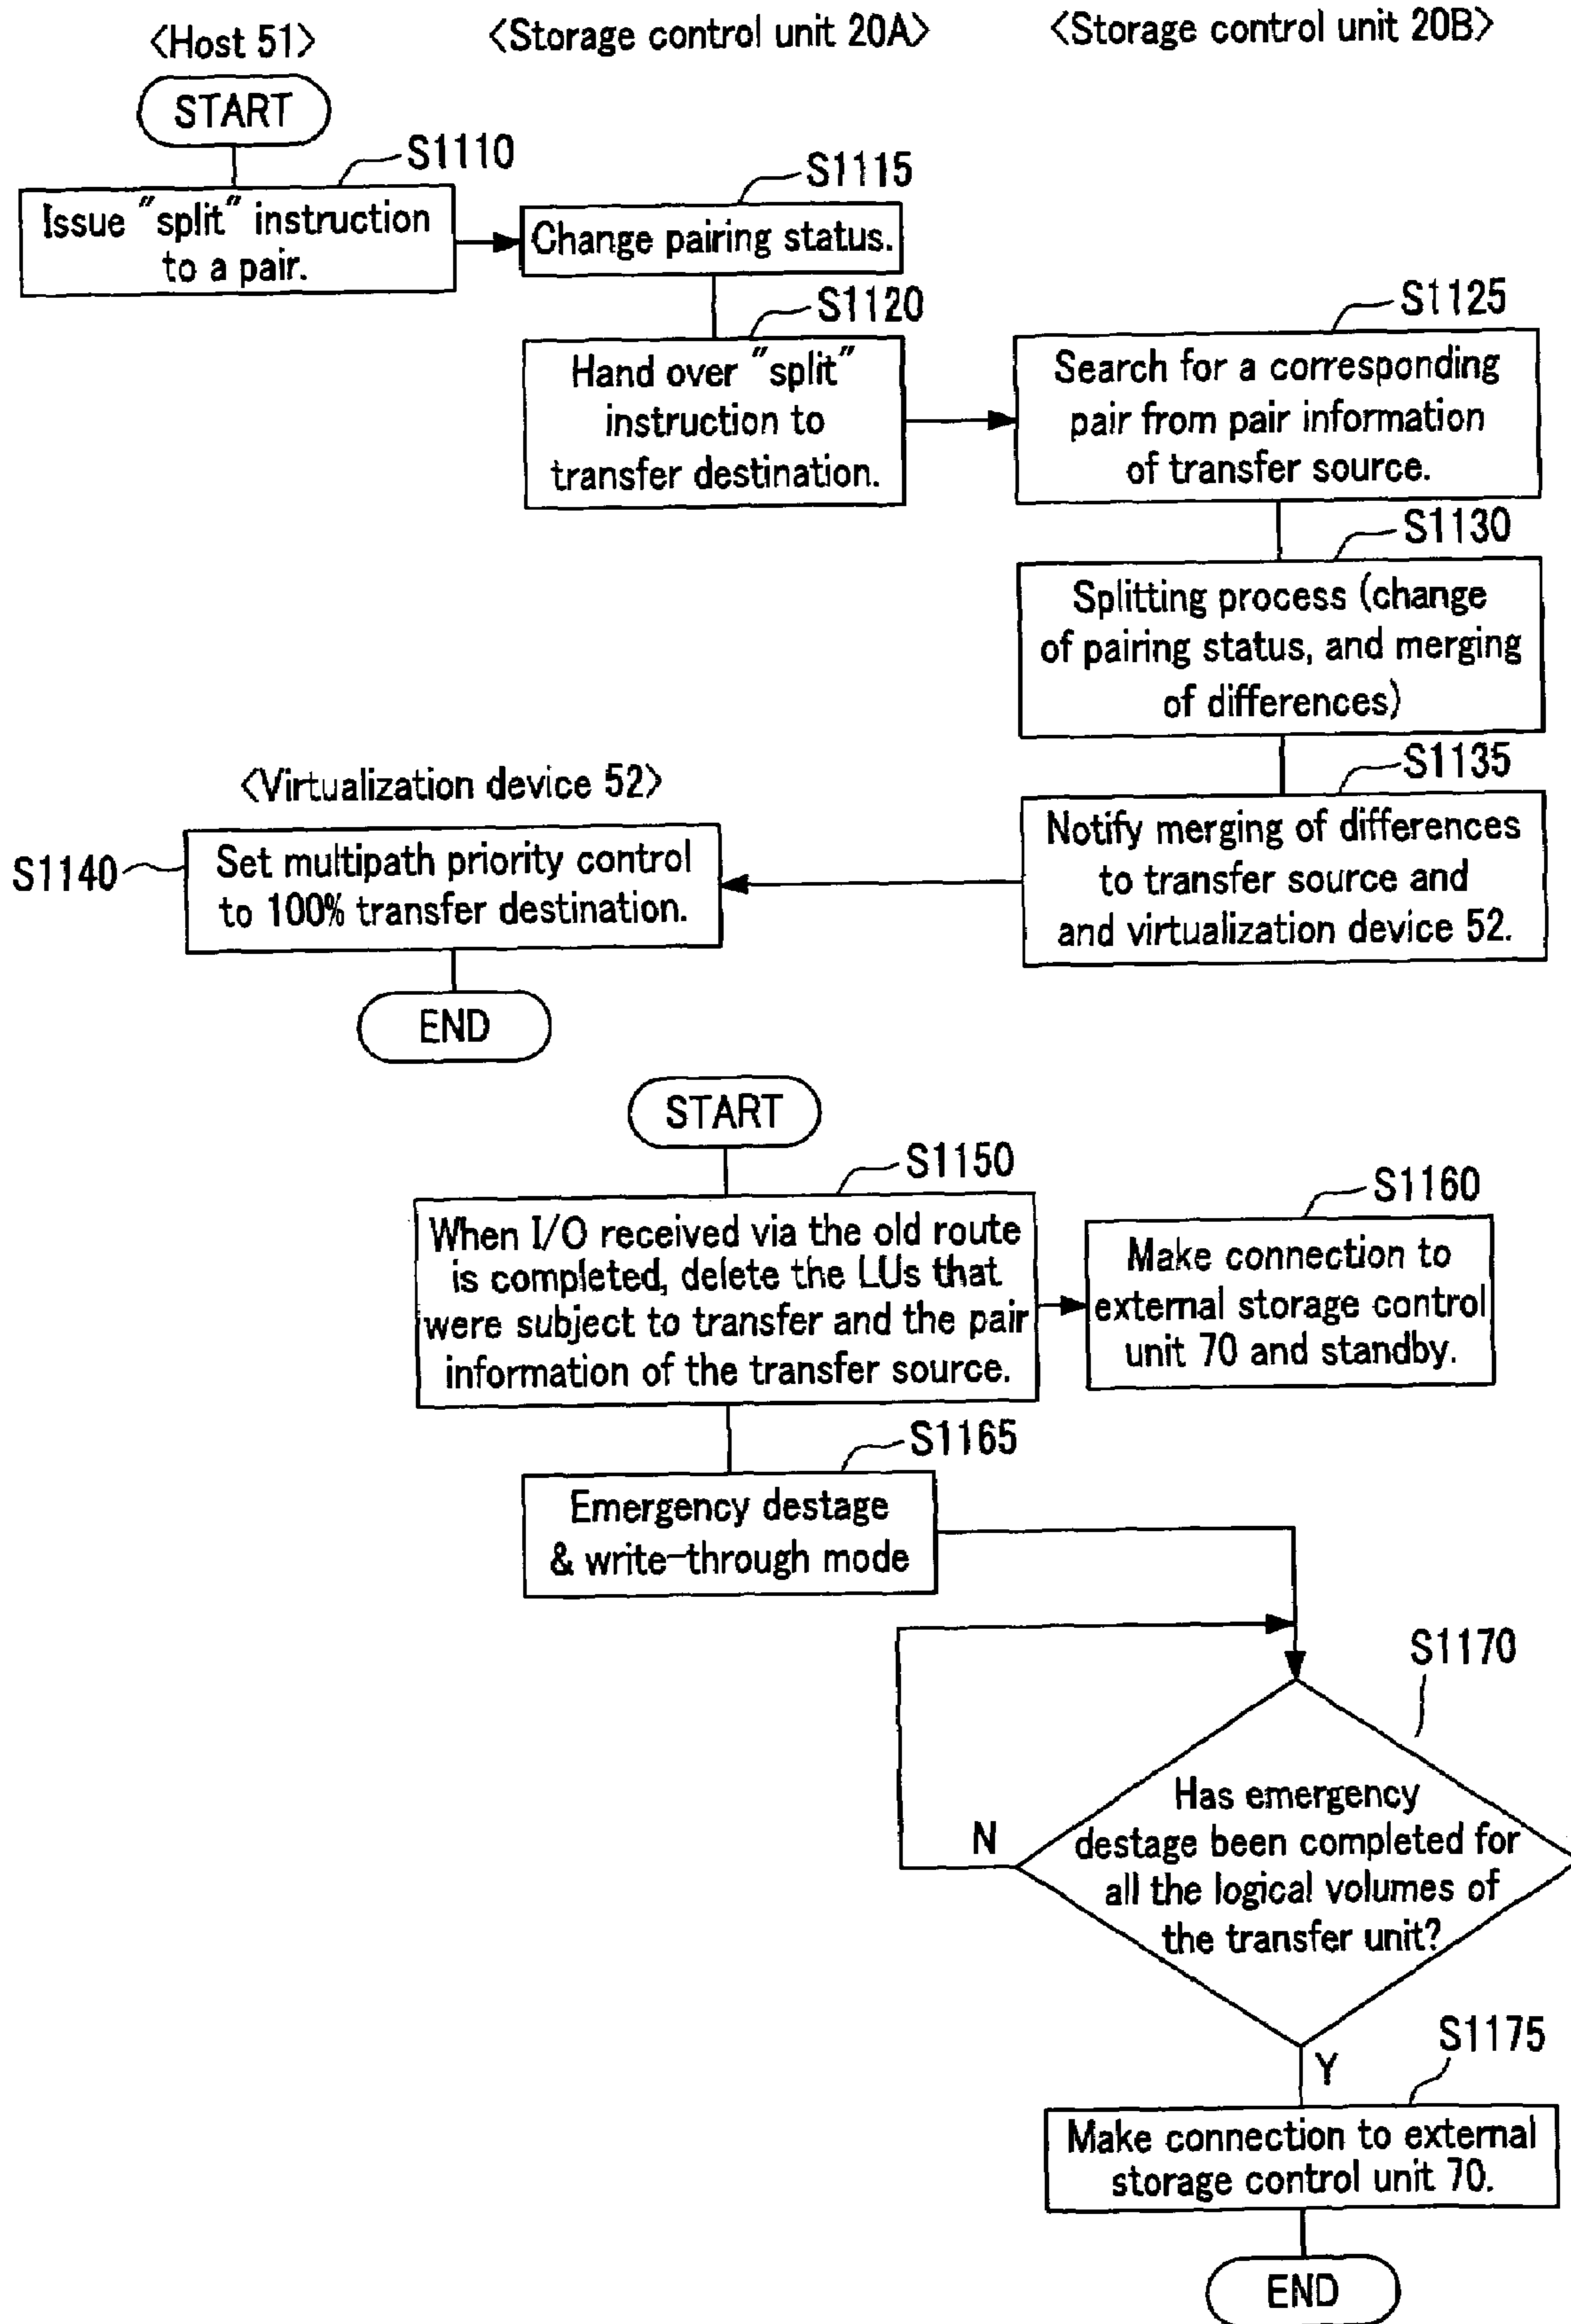 <Host 51>
<Storage control unit 20A>
<Storage control unit 20B>
START
S1110
Issue "split" instruction
to a pair.
S1115
Change pairing status.
S1120
Hand over "split"
instruction to
transfer destination.
S1125
Search for a corresponding
pair from pair information
of transfer source.
S1130
Splitting process (change
of pairing status, and merging
of differences)
S1135
Notify merging of differences
to transfer source and
and virtualization device 52.
<Virtualization device 52>
S1140
Set multipath priority control
to 100% transfer destination.
END
START
S1150
When I/O received via the old route
is completed, delete the LUs that
were subject to transfer and the pair
information of the transfer source.
S1160
Make connection to
external storage control
unit 70 and standby.
S1165
Emergency destage
& write-through mode
S1170
Has emergency
destage been completed for
all the logical volumes of
the transfer unit?
N
Y
S1175
Make connection to external
storage control unit 70.
END